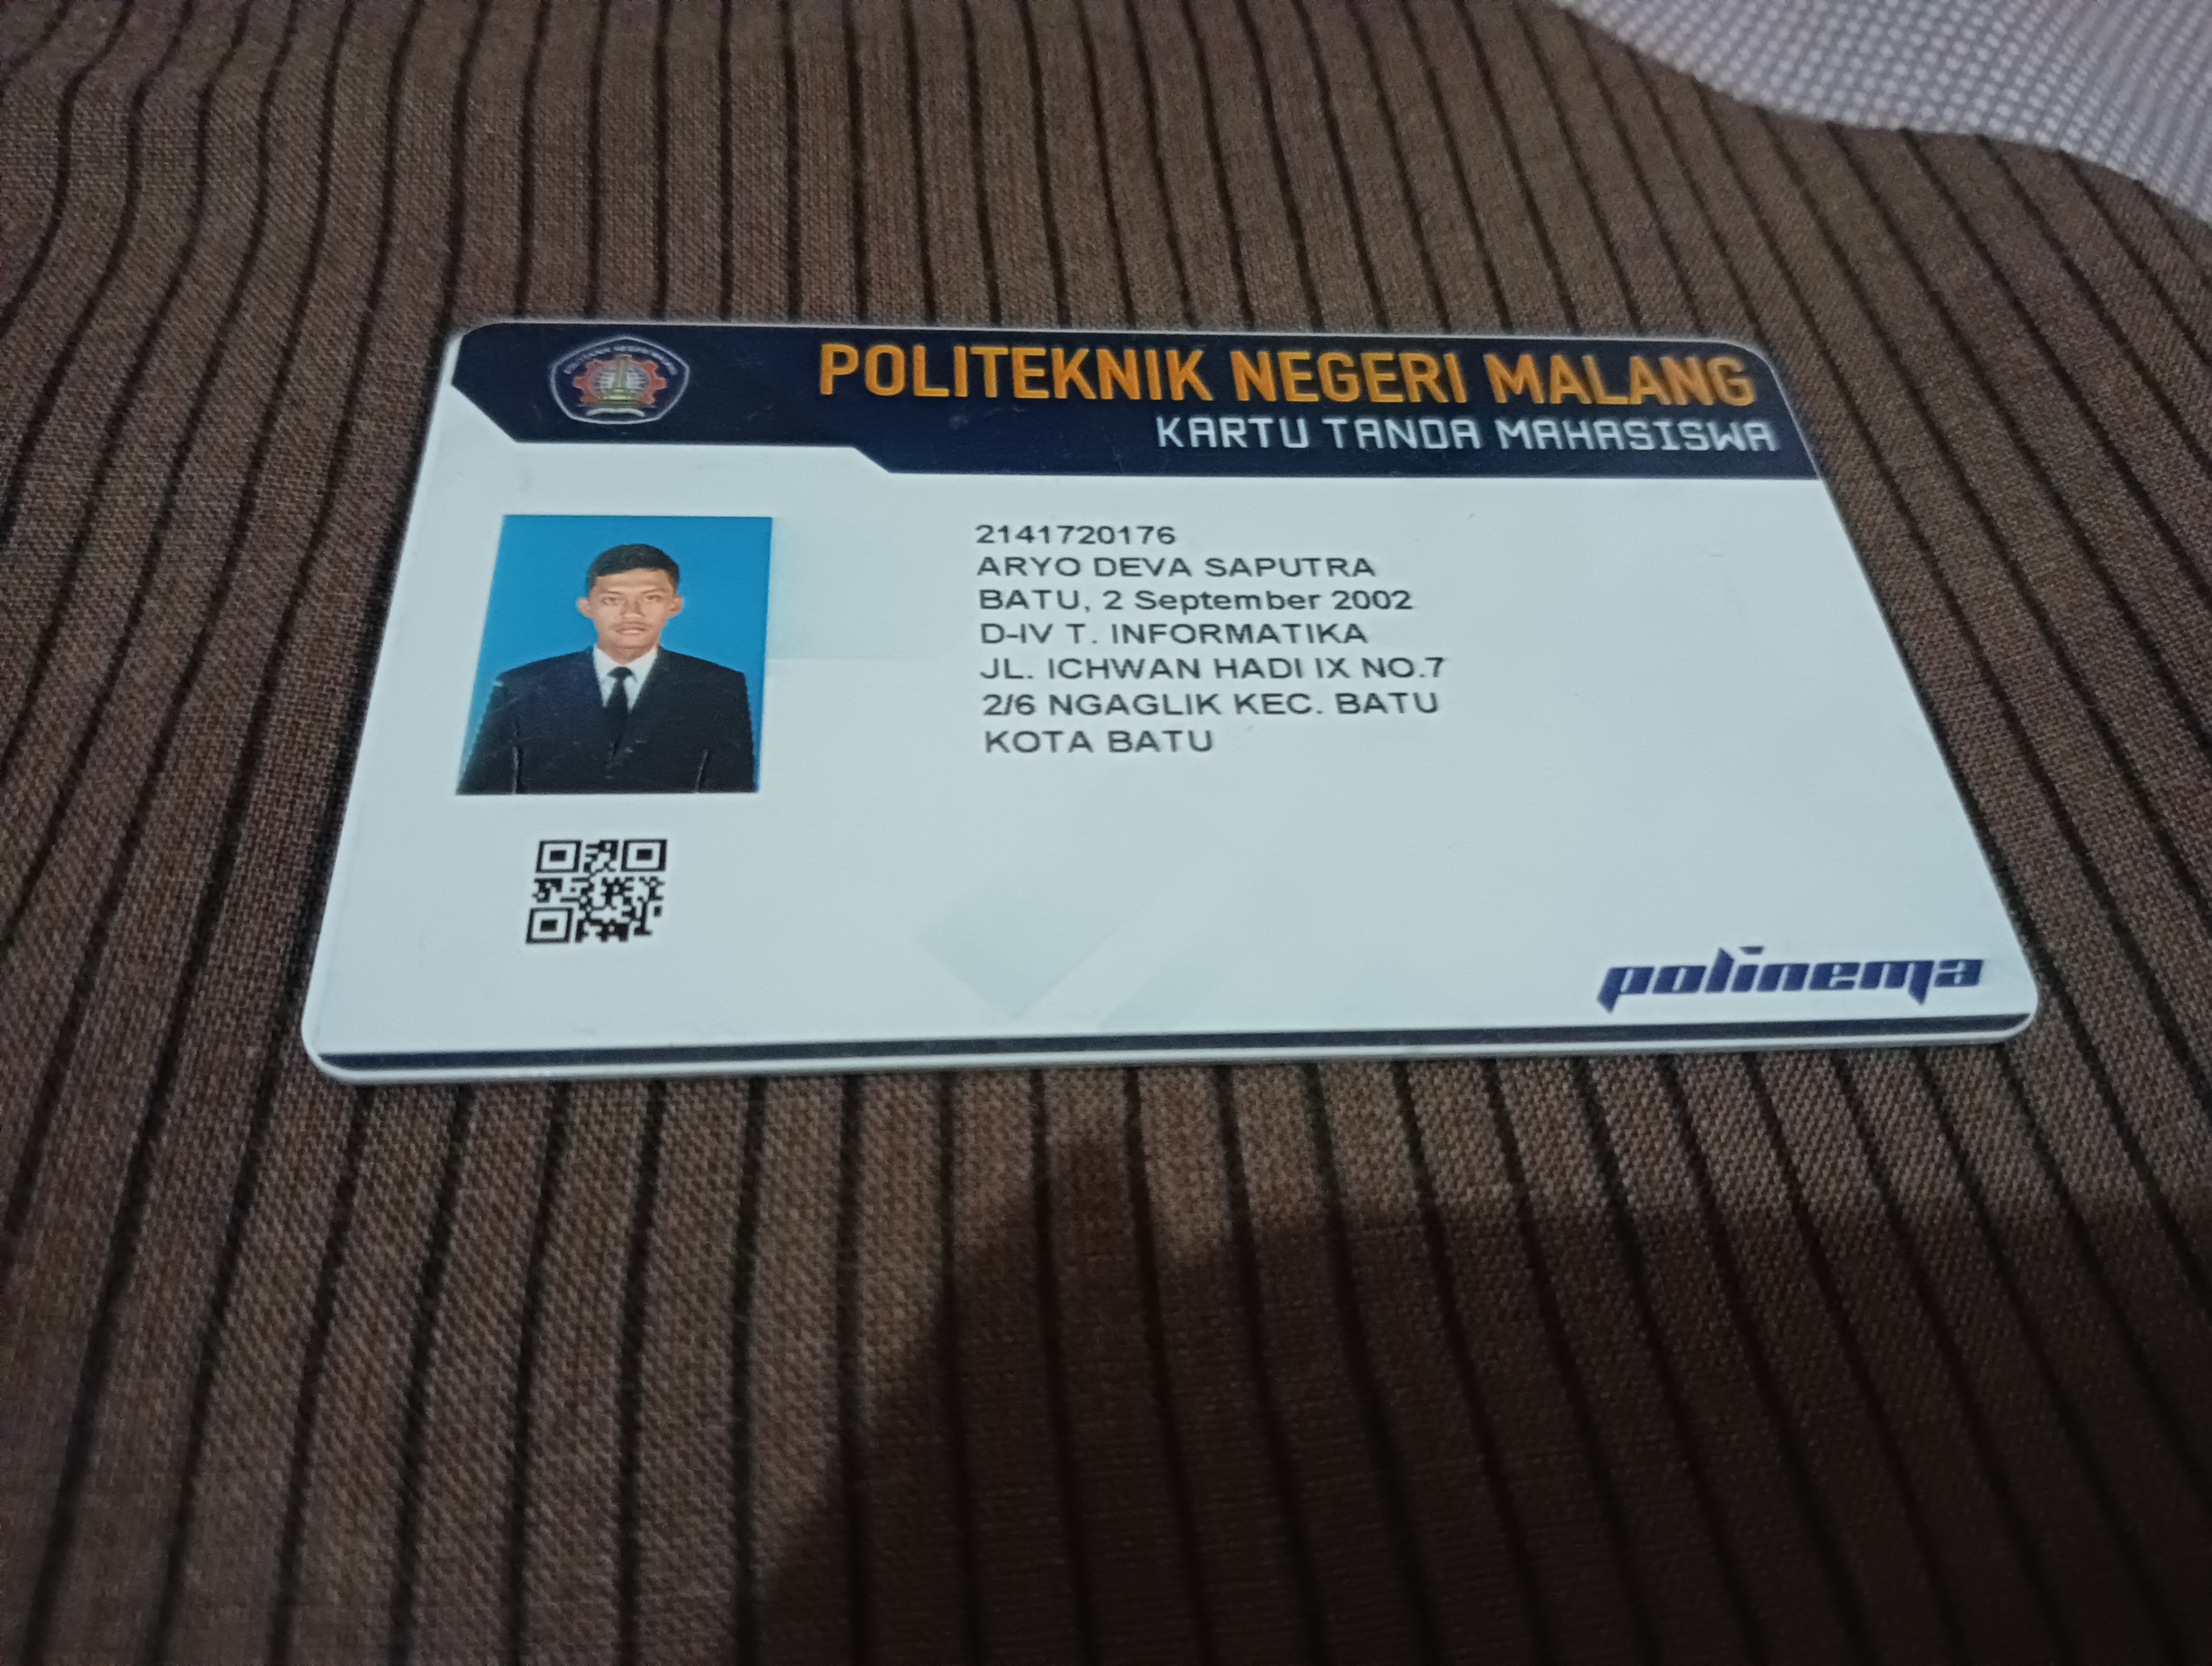 POLITEKNIK NEGERI MALANG
KARTU TANDA MAHASISWA
2141720176
ARYO DEVA SAPUTRA
BATU, 2 September 2002
D-IV T. INFORMATIKA
JL. ICHWAN HADI IX NO.7
2/6 NGAGLIK KEC. BATU
KOTA BATU
polinema